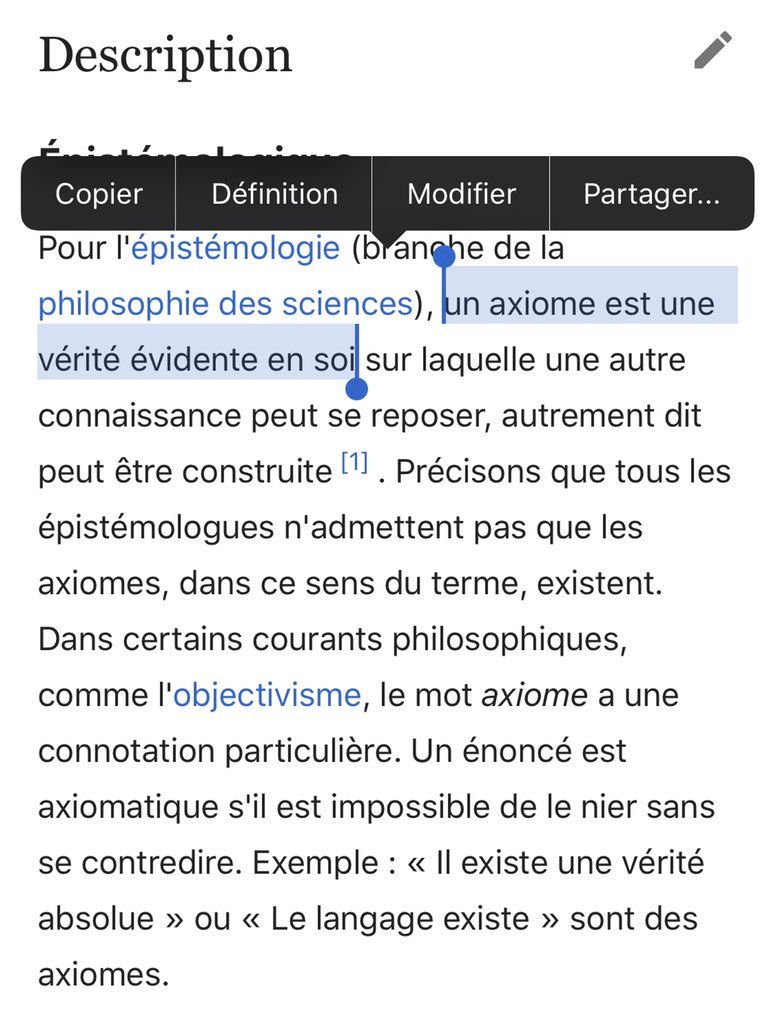 Description
Épistémologique
Copier Définition Modifier Partager...
Pour l'épistémologie (branche de la
philosophie des sciences), un axiome est une
vérité évidente en soi sur laquelle une autre
connaissance peut se reposer, autrement dit
peut être construite [1] . Précisons que tous les
épistémologues n'admettent pas que les
axiomes, dans ce sens du terme, existent.
Dans certains courants philosophiques,
comme l'objectivisme, le mot axiome a une
connotation particulière. Un énoncé est
axiomatique s'il est impossible de le nier sans
se contredire. Exemple : « Il existe une vérité
absolue » ou « Le langage existe » sont des
axiomes.